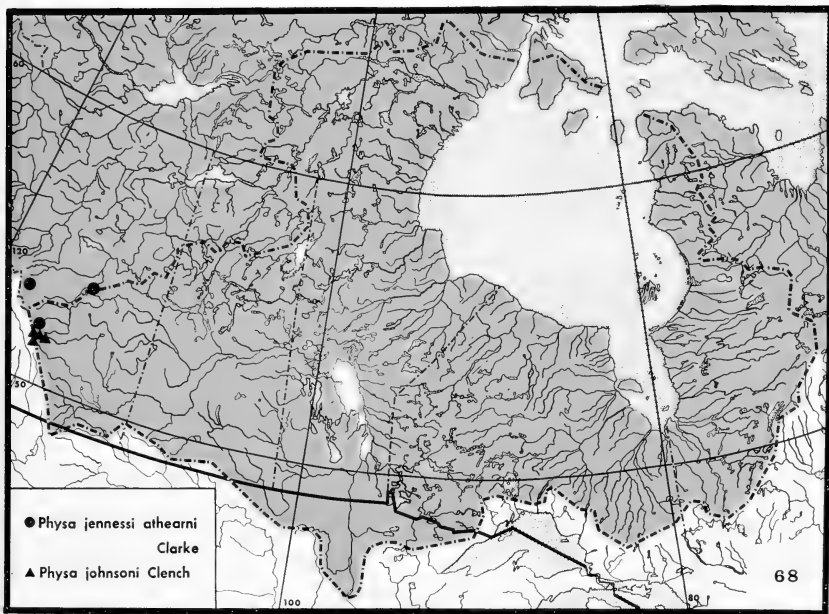 60
120
50
● Physa jennessi athearni
Clarke
▲ Physa johnsoni Clench
100
80
68